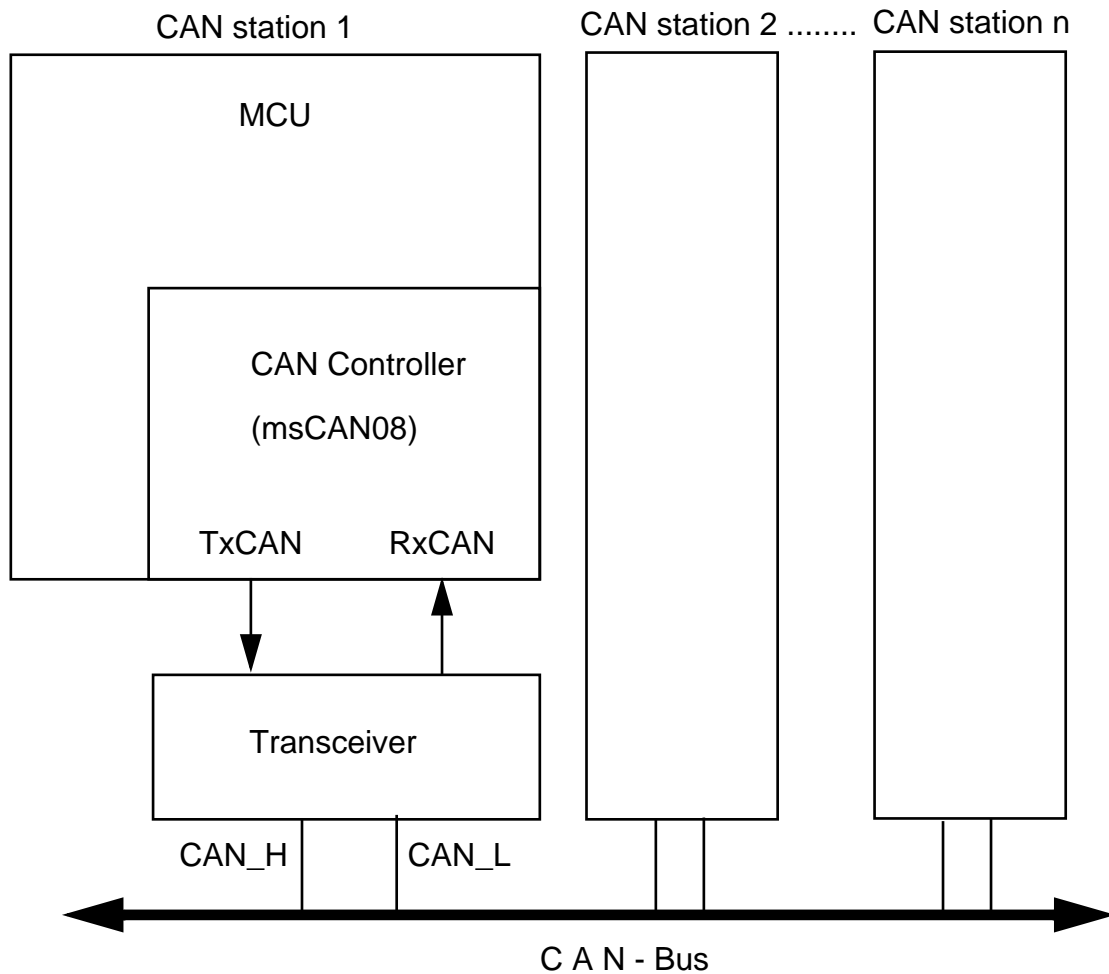 CAN station 1
CAN station 2 ........ CAN station n
MCU
CAN Controller
(msCAN08)
TxCAN RxCAN
Transceiver
CAN_H CAN_L
C A N - Bus